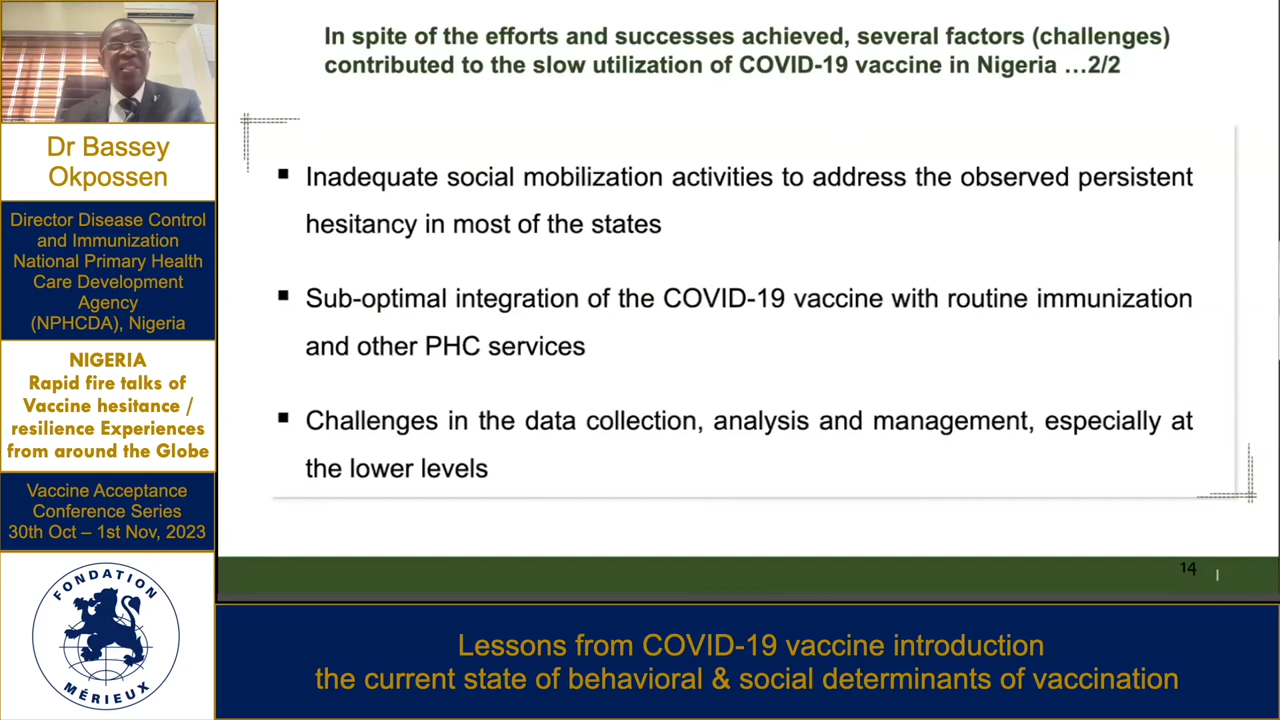 Dr Bassey
Okpossen
Director Disease Control
and Immunization
National Primary Health
Care Development
Agency
(NPHCDA), Nigeria
NIGERIA
Rapid fire talks of
Vaccine hesitance /
resilience Experiences
from around the Globe
Vaccine Acceptance
Conference Series
30th Oct – 1st Nov, 2023
FONDATION
MÉRIEUX
In spite of the efforts and successes achieved, several factors (challenges)
contributed to the slow utilization of COVID-19 vaccine in Nigeria …2/2
▪ Inadequate social mobilization activities to address the observed persistent
hesitancy in most of the states
▪ Sub-optimal integration of the COVID-19 vaccine with routine immunization
and other PHC services
▪ Challenges in the data collection, analysis and management, especially at
the lower levels
14 |
Lessons from COVID-19 vaccine introduction
the current state of behavioral & social determinants of vaccination